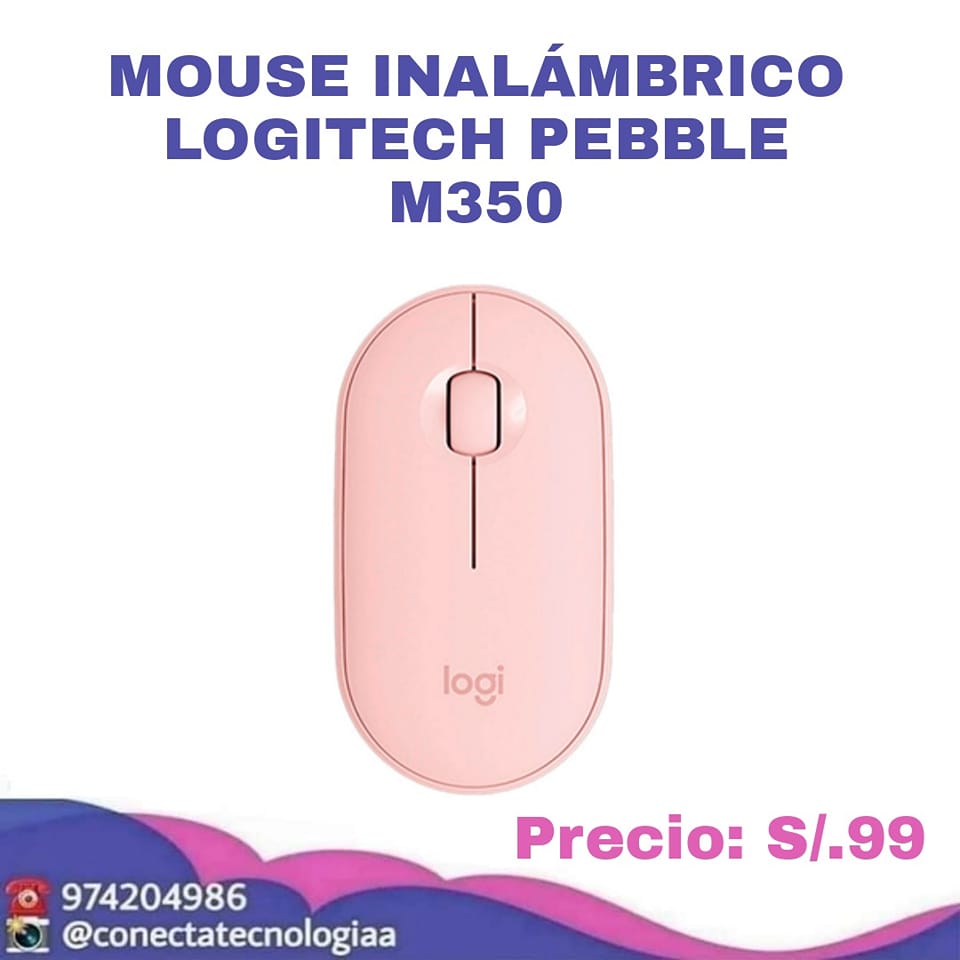 MOUSE INALÁMBRICO
LOGITECH PEBBLE
M350
logi
Precio: S/.99
974204986
@conectatecnologiaa